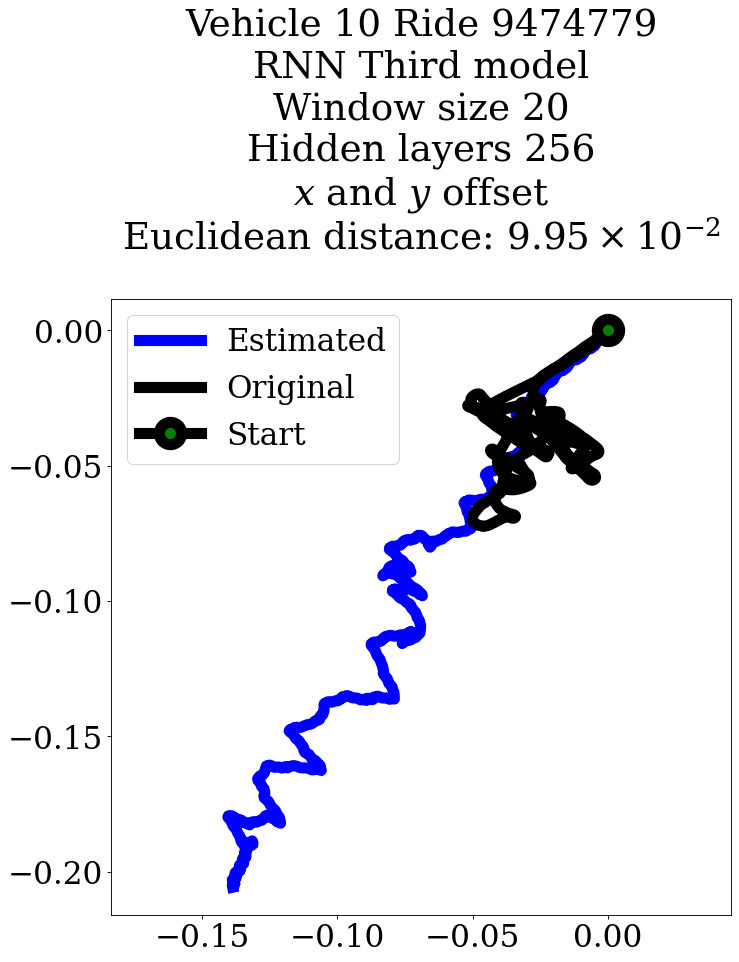 Vehicle 10 Ride 9474779
RNN Third model
Window size 20
Hidden layers 256
x and y offset
Euclidean distance: 9.95 × 10⁻²
Estimated
Original
Start
0.00
−0.05
−0.10
−0.15
−0.20
−0.15 −0.10 −0.05 0.00